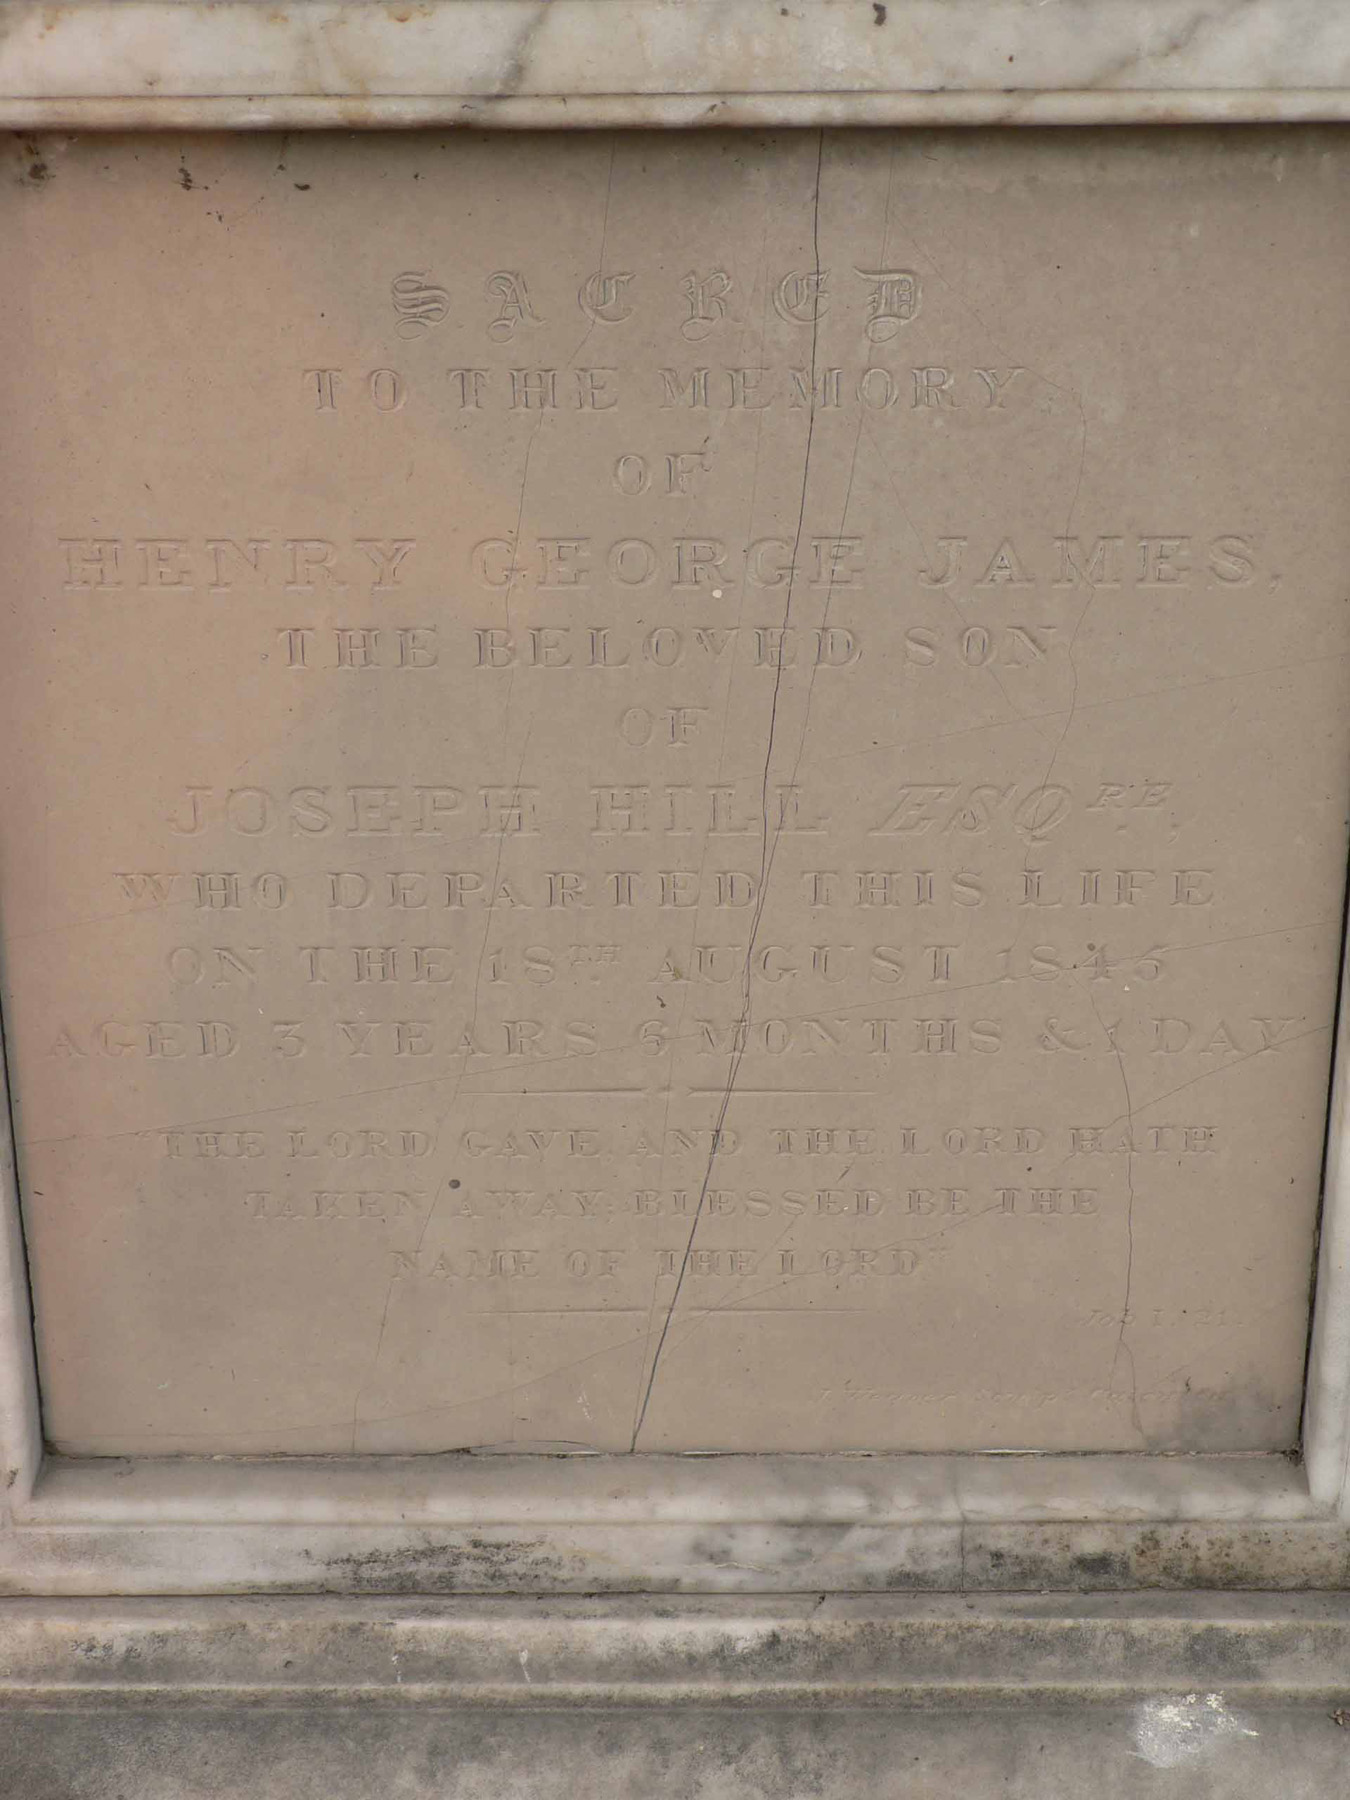 SACRED
TO THE MEMORY
OF
HENRY GEORGE JAMES,
THE BELOVED SON
OF
JOSEPH HILL ESQRE,
WHO DEPARTED THIS LIFE
ON THE 18TH AUGUST 1845
AGED 3 YEARS 6 MONTHS & 1 DAY
"THE LORD GAVE AND THE LORD HATH
TAKEN AWAY; BLESSED BE THE
NAME OF THE LORD"
Job I. 21.